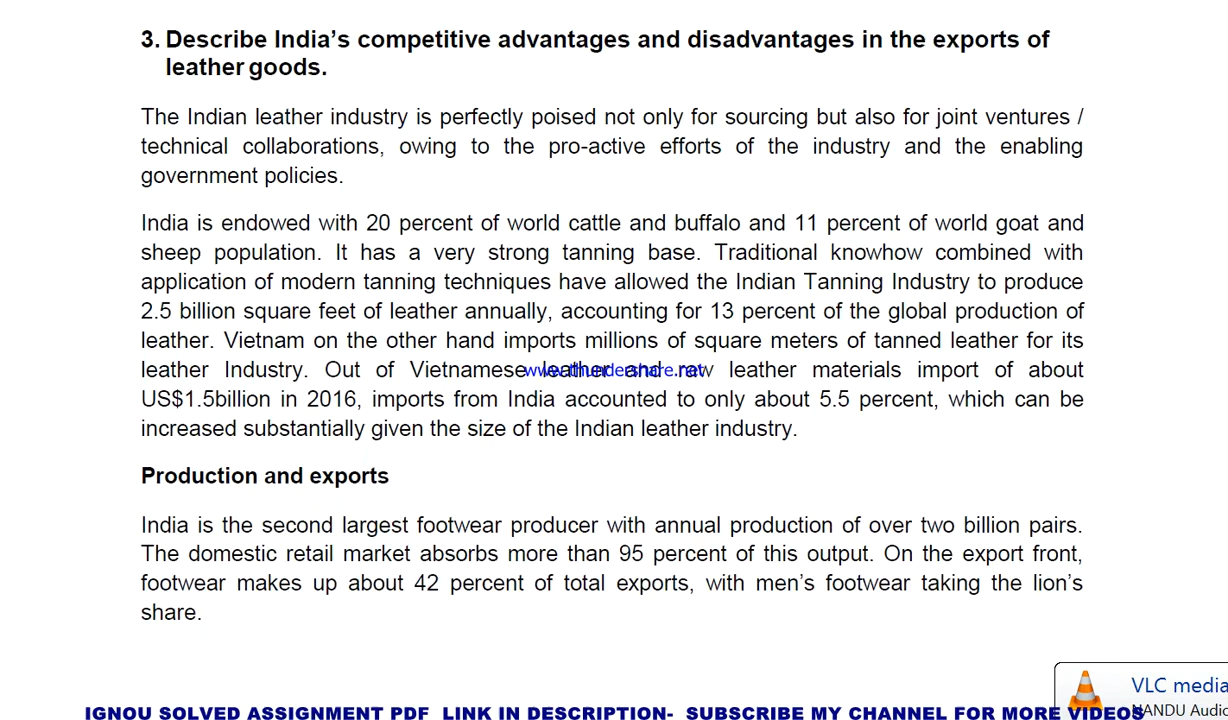 3. Describe India's competitive advantages and disadvantages in the exports of
leather goods.
The Indian leather industry is perfectly poised not only for sourcing but also for joint ventures /
technical collaborations, owing to the pro-active efforts of the industry and the enabling
government policies.
India is endowed with 20 percent of world cattle and buffalo and 11 percent of world goat and
sheep population. It has a very strong tanning base. Traditional knowhow combined with
application of modern tanning techniques have allowed the Indian Tanning Industry to produce
2.5 billion square feet of leather annually, accounting for 13 percent of the global production of
leather. Vietnam on the other hand imports millions of square meters of tanned leather for its
leather Industry. Out of Vietnamese leather and raw leather materials import of about
www.thundershare.net
US$1.5billion in 2016, imports from India accounted to only about 5.5 percent, which can be
increased substantially given the size of the Indian leather industry.
Production and exports
India is the second largest footwear producer with annual production of over two billion pairs.
The domestic retail market absorbs more than 95 percent of this output. On the export front,
footwear makes up about 42 percent of total exports, with men's footwear taking the lion's
share.
VLC media
NANDU Audio
IGNOU SOLVED ASSIGNMENT PDF LINK IN DESCRIPTION- SUBSCRIBE MY CHANNEL FOR MORE VIDEOS